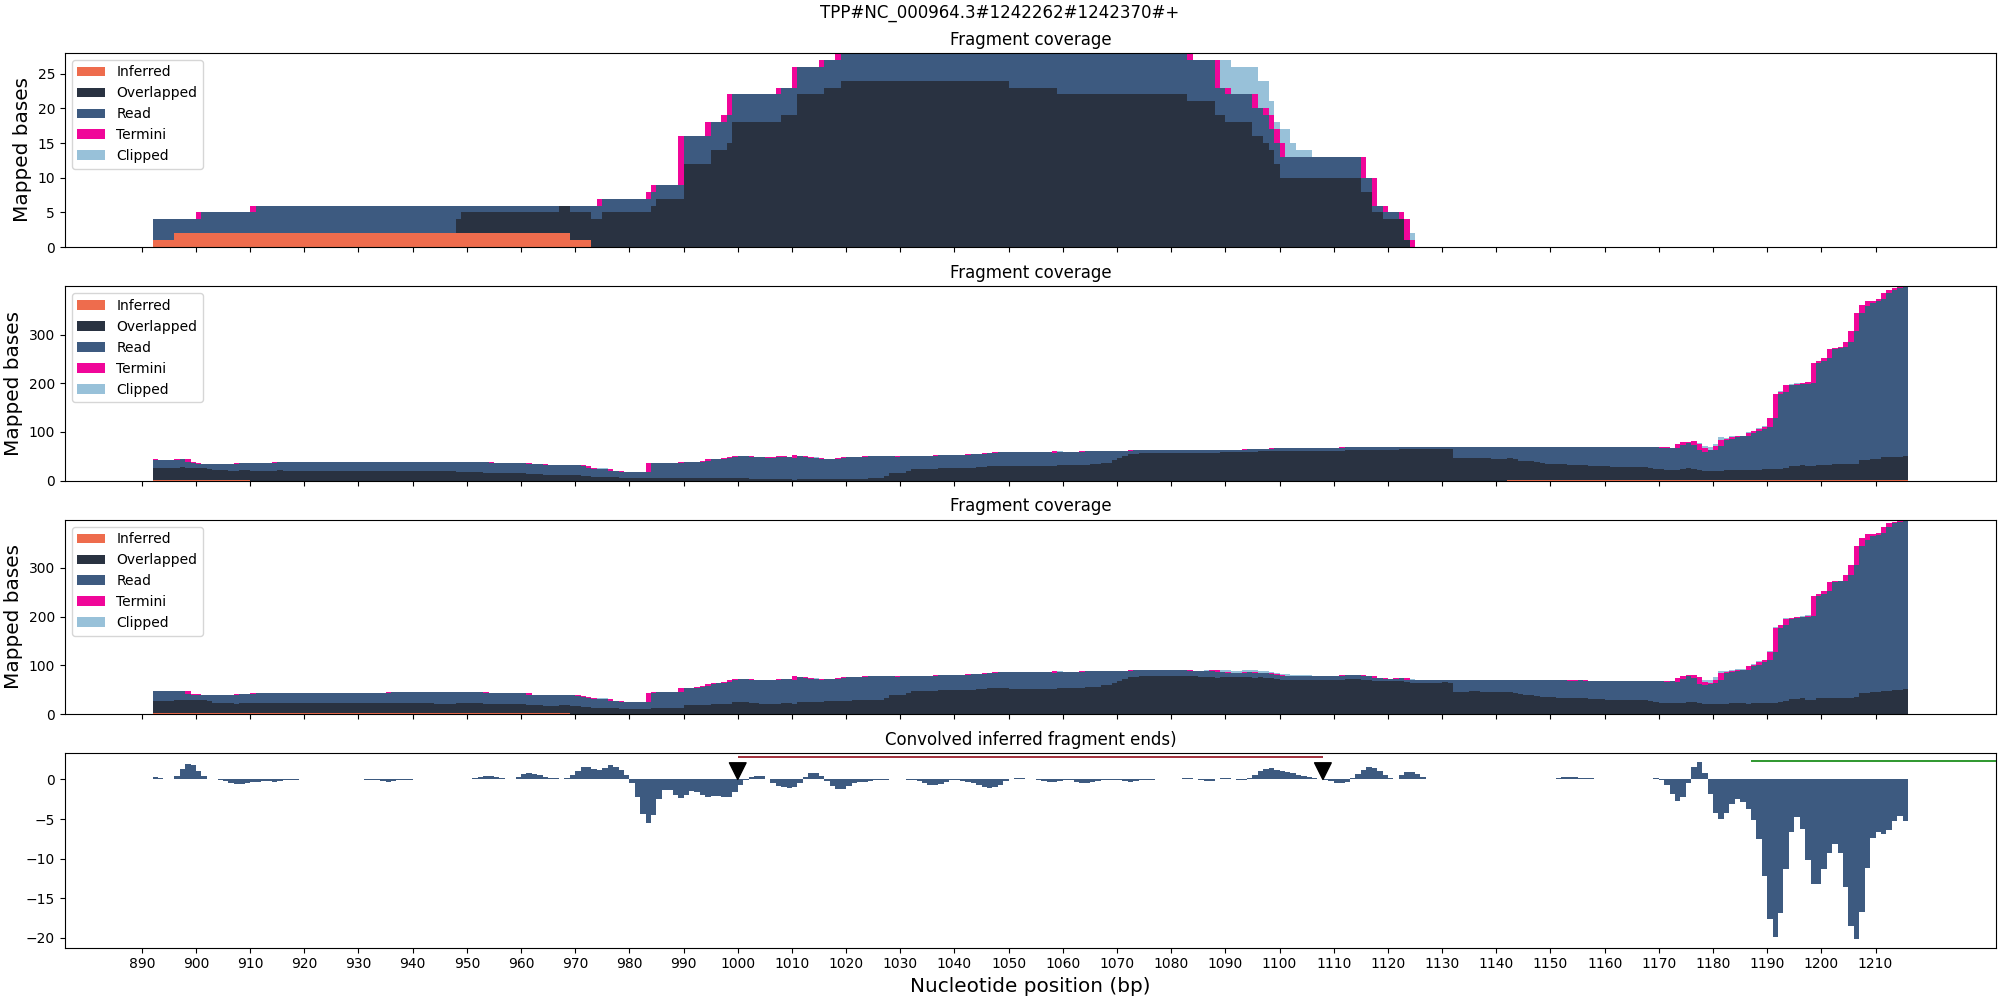 TPP#NC_000964.3#1242262#1242370#+
Fragment coverage
Mapped bases
25
20
15
10
5
0
Inferred
Overlapped
Read
Termini
Clipped
Fragment coverage
Mapped bases
300
200
100
0
Inferred
Overlapped
Read
Termini
Clipped
Fragment coverage
Mapped bases
300
200
100
0
Inferred
Overlapped
Read
Termini
Clipped
Convolved inferred fragment ends)
0
−5
−10
−15
−20
890 900 910 920 930 940 950 960 970 980 990 1000 1010 1020 1030 1040 1050 1060 1070 1080 1090 1100 1110 1120 1130 1140 1150 1160 1170 1180 1190 1200 1210
Nucleotide position (bp)